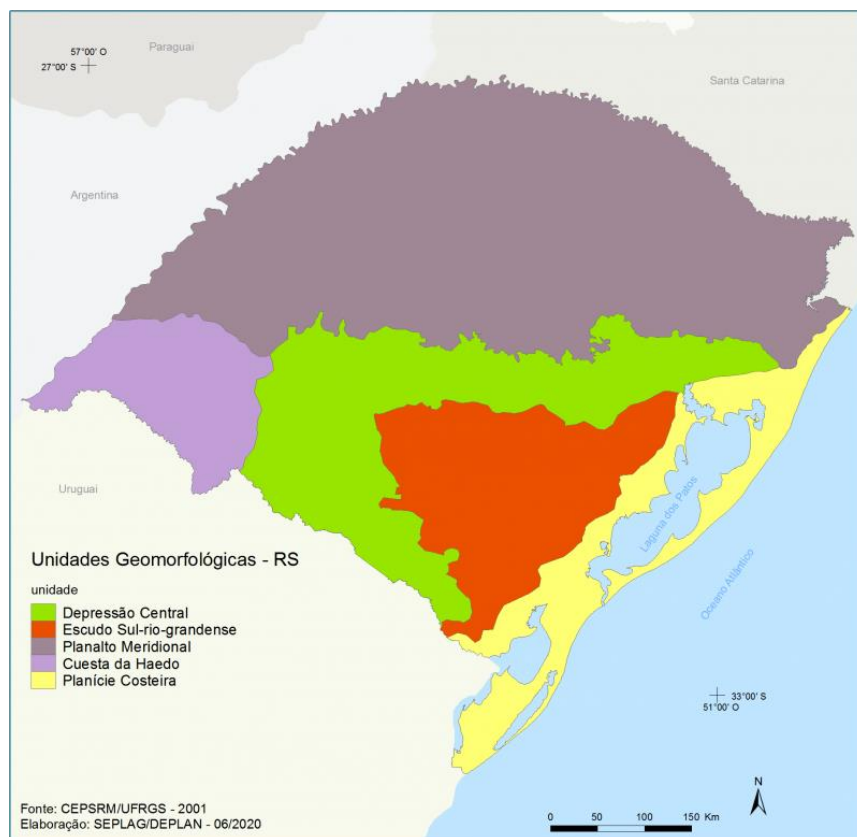 Paraguai
57°00' O
27°00' S
Santa Catarina
Argentina
Uruguai
Laguna dos Patos
Oceano Atlântico
Unidades Geomorfológicas - RS
unidade
Depressão Central
Escudo Sul-rio-grandense
Planalto Meridional
Cuesta da Haedo
Planície Costeira
33°00' S
51°00' O
N
Fonte: CEPSRM/UFRGS - 2001
Elaboração: SEPLAG/DEPLAN - 06/2020
0 50 100 150 Km